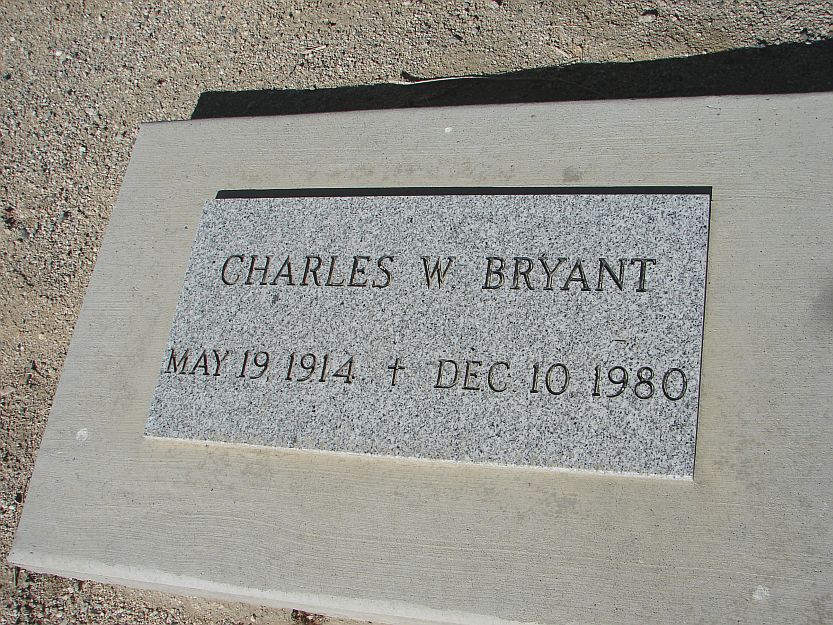 CHARLES W. BRYANT
MAY 19, 1914 † DEC 10, 1980